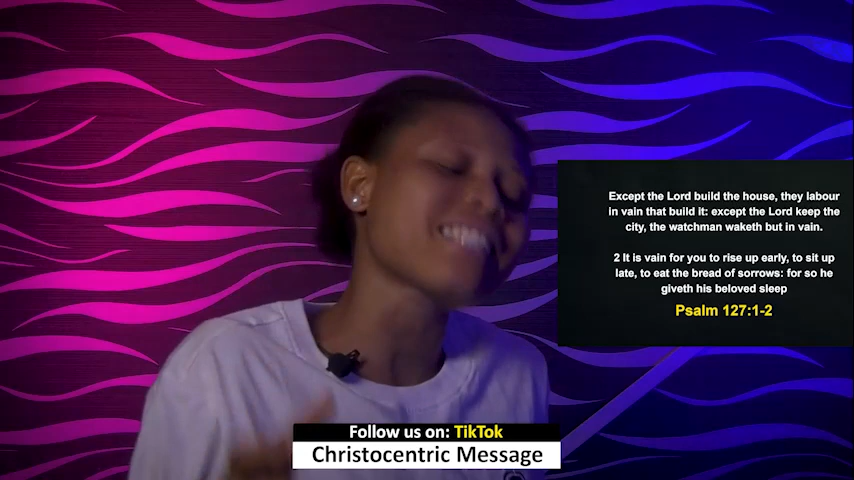 Except the Lord build the house, they labour
in vain that build it: except the Lord keep the
city, the watchman waketh but in vain.
2 It is vain for you to rise up early, to sit up
late, to eat the bread of sorrows: for so he
giveth his beloved sleep
Psalm 127:1-2
Follow us on: TikTok
Christocentric Message